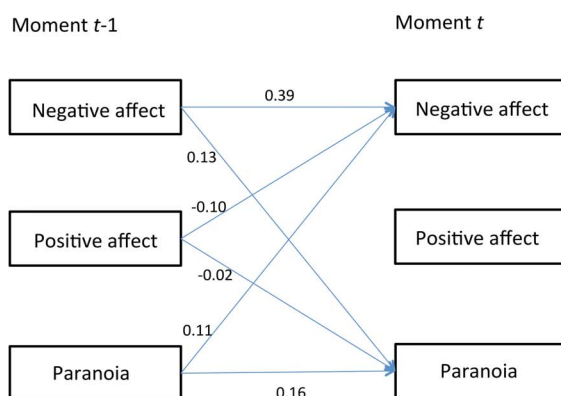 Moment t-1
Moment t
Negative affect
0.39
Negative affect
0.13
-0.10
Positive affect
Positive affect
-0.02
0.11
Paranoia
Paranoia
0.16